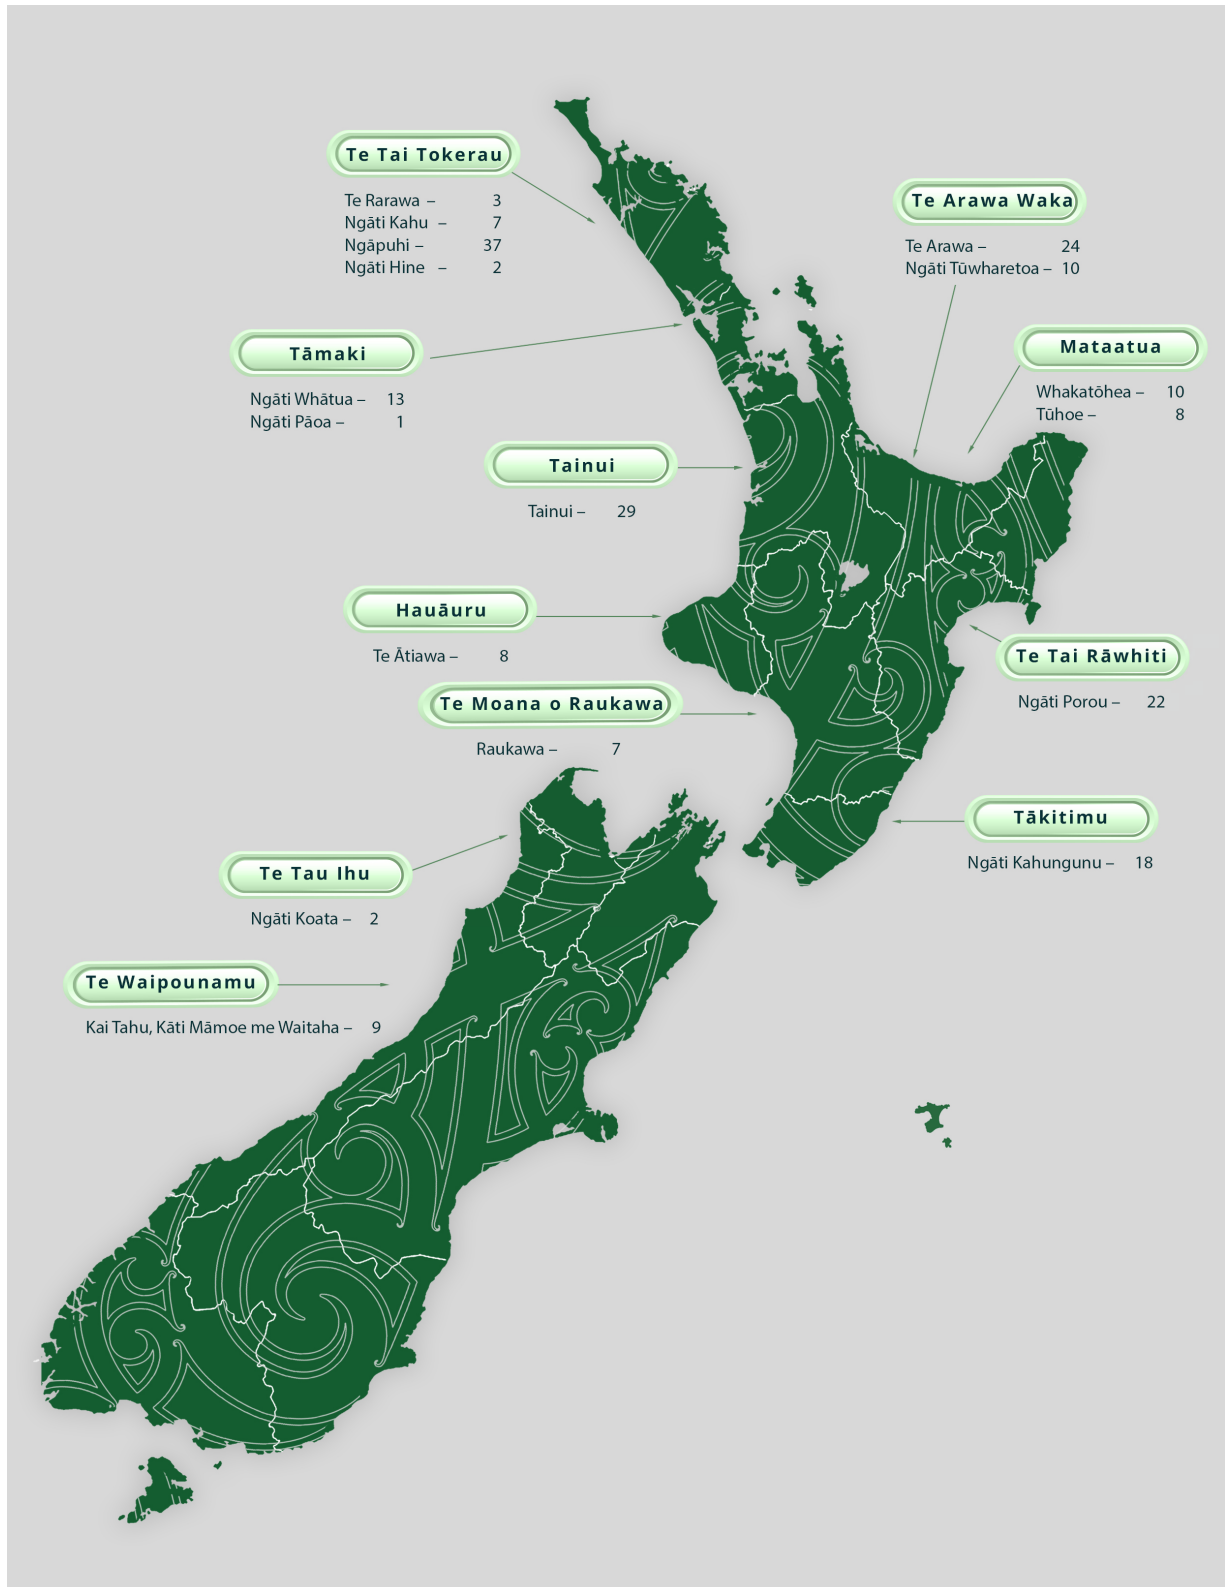 Te Tai Tokerau
Te Rarawa – 3
Ngāti Kahu – 7
Ngāpuhi – 37
Ngāti Hine – 2
Te Arawa Waka
Te Arawa – 24
Ngāti Tūwharetoa – 10
Tāmaki
Ngāti Whātua – 13
Ngāti Pāoa – 1
Mataatua
Whakatōhea – 10
Tūhoe – 8
Tainui
Tainui – 29
Hauāuru
Te Ātiawa – 8
Te Tai Rāwhiti
Ngāti Porou – 22
Te Moana o Raukawa
Raukawa – 7
Tākitimu
Ngāti Kahungunu – 18
Te Tau Ihu
Ngāti Koata – 2
Te Waipounamu
Kai Tahu, Kāti Māmoe me Waitaha – 9